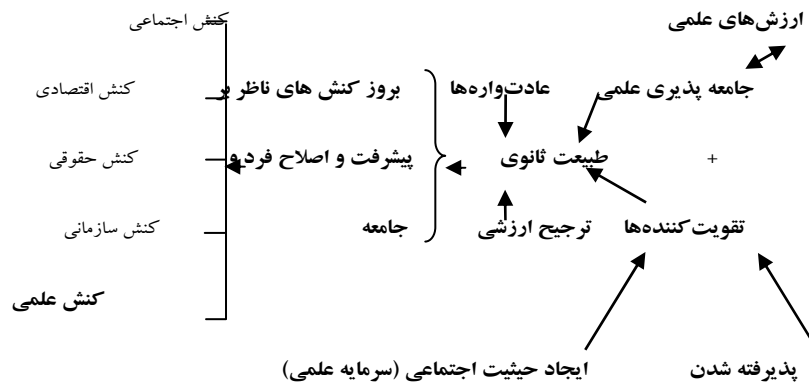 ارزش‌های علمی کنش اجتماعی
جامعه پذیری علمی عادت‌واره‌ها بروز کنش های ناظر بر کنش اقتصادی
+ طبیعت ثانوی پیشرفت و اصلاح فرد و کنش حقوقی
تقویت‌کننده‌ها ترجیح ارزشی جامعه کنش سازمانی
کنش علمی
پذیرفته شدن ایجاد حیثیت اجتماعی (سرمایه علمی)